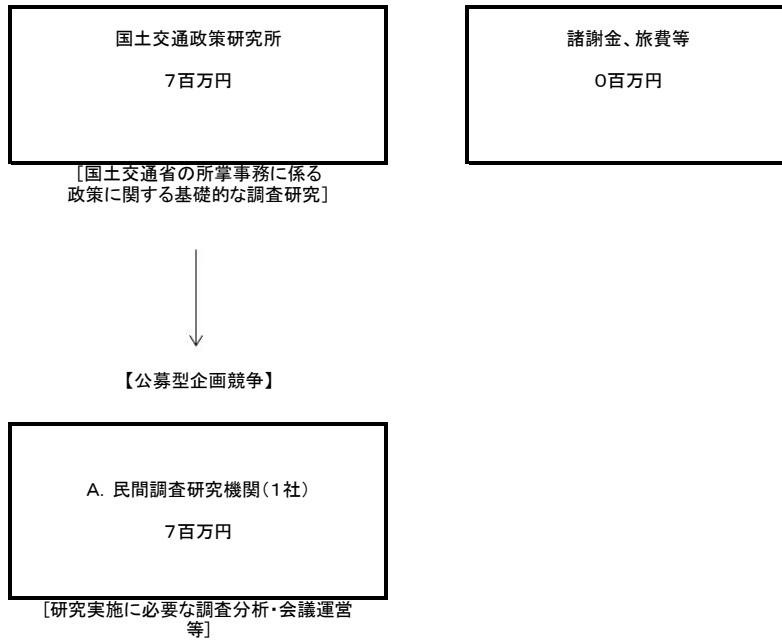 国土交通政策研究所
7百万円
諸謝金、旅費等
0百万円
[国土交通省の所掌事務に係る
政策に関する基礎的な調査研究]
【公募型企画競争】
A. 民間調査研究機関(1社)
7百万円
[研究実施に必要な調査分析・会議運営
等]